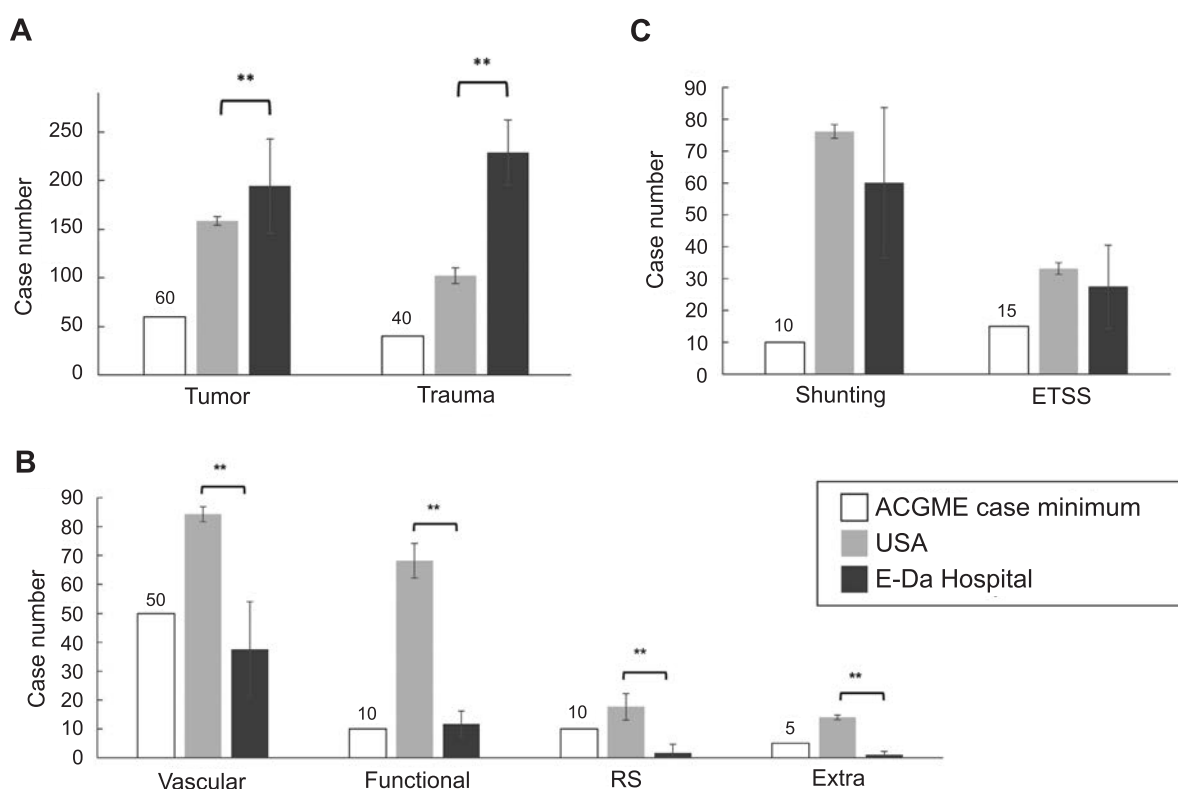 A
Case number
250
200
150
100
50
0
60
**
40
**
Tumor
Trauma
C
Case number
90
80
70
60
50
40
30
20
10
0
10
15
Shunting
ETSS
B
Case number
90
80
70
60
50
40
30
20
10
0
50
**
10
**
10
**
5
**
Vascular
Functional
RS
Extra
ACGME case minimum
USA
E-Da Hospital